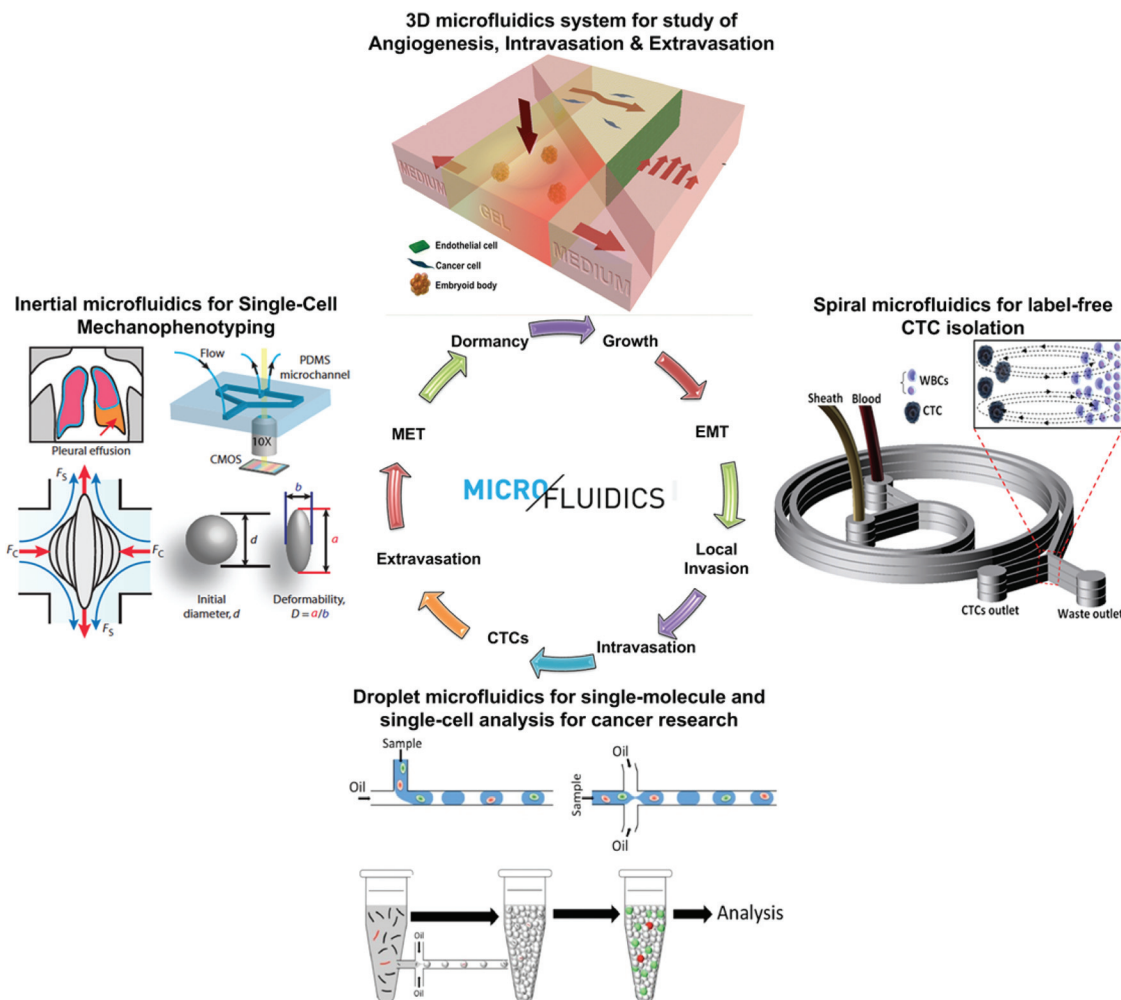 3D microfluidics system for study of
Angiogenesis, Intravasation & Extravasation
MEDIUM
GEL
MEDIUM
Endothelial cell
Cancer cell
Embryoid body
Inertial microfluidics for Single-Cell
Mechanophenotyping
Flow
PDMS
microchannel
10X
CMOS
Pleural effusion
FS
FC
FC
FS
d
b
a
Initial
diameter, d
Deformability,
D = a/b
Dormancy
Growth
EMT
Local
Invasion
Intravasation
CTCs
Extravasation
MET
MICRO/FLUIDICS
Spiral microfluidics for label-free
CTC isolation
WBCs
CTC
Sheath
Blood
CTCs outlet
Waste outlet
Droplet microfluidics for single-molecule and
single-cell analysis for cancer research
Sample
Oil
Oil
Sample
Oil
Oil
Oil
Analysis